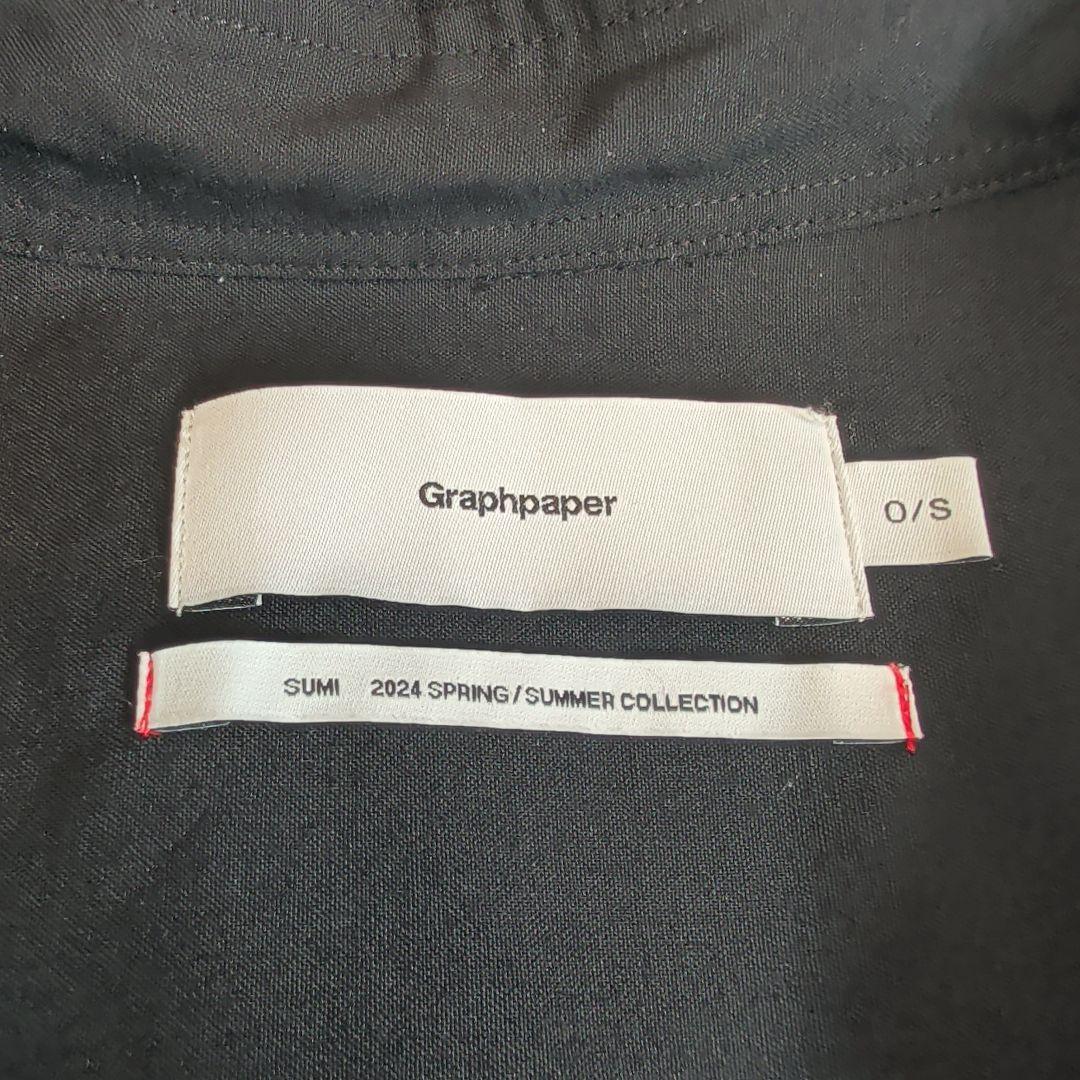 Graphpaper
O/S
SUMI 2024 SPRING/SUMMER COLLECTION